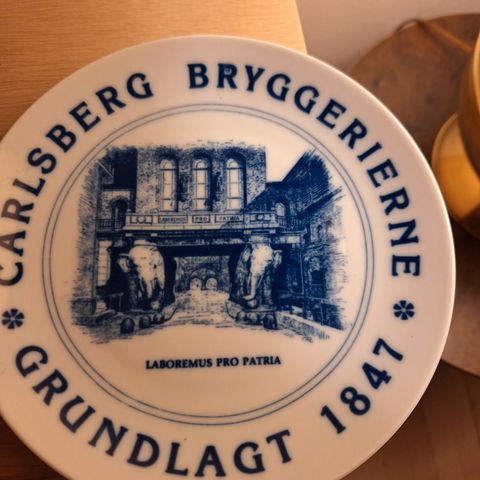 CARLSBERG BRYGGERIERNE
LABOREMUS PRO PATRIA
LABOREMUS PRO PATRIA
GRUNDLAGT 1847